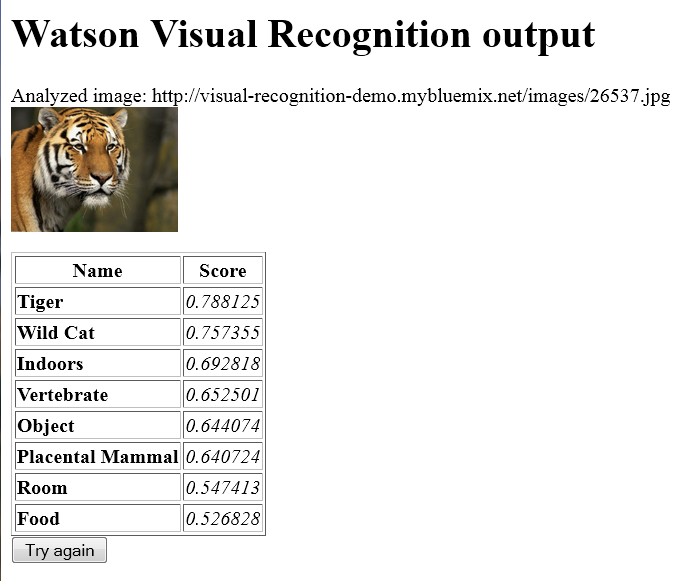 Watson Visual Recognition output
Analyzed image: http://visual-recognition-demo.mybluemix.net/images/26537.jpg
Name Score
Tiger 0.788125
Wild Cat 0.757355
Indoors 0.692818
Vertebrate 0.652501
Object 0.644074
Placental Mammal 0.640724
Room 0.547413
Food 0.526828
Try again